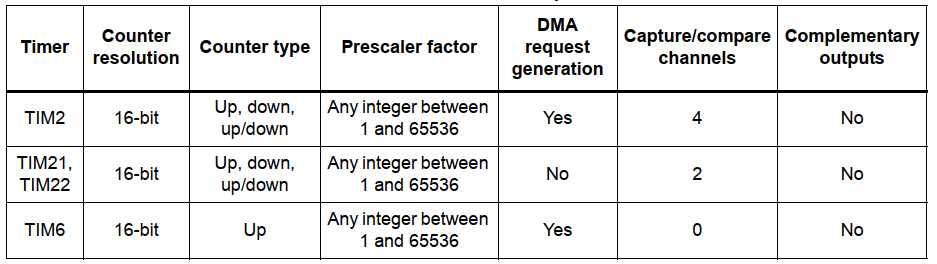 Timer
Counter
resolution
Counter type
Prescaler factor
DMA
request
generation
Capture/compare
channels
Complementary
outputs
TIM2
16-bit
Up, down,
up/down
Any integer between
1 and 65536
Yes
4
No
TIM21,
TIM22
16-bit
Up, down,
up/down
Any integer between
1 and 65536
No
2
No
TIM6
16-bit
Up
Any integer between
1 and 65536
Yes
0
No